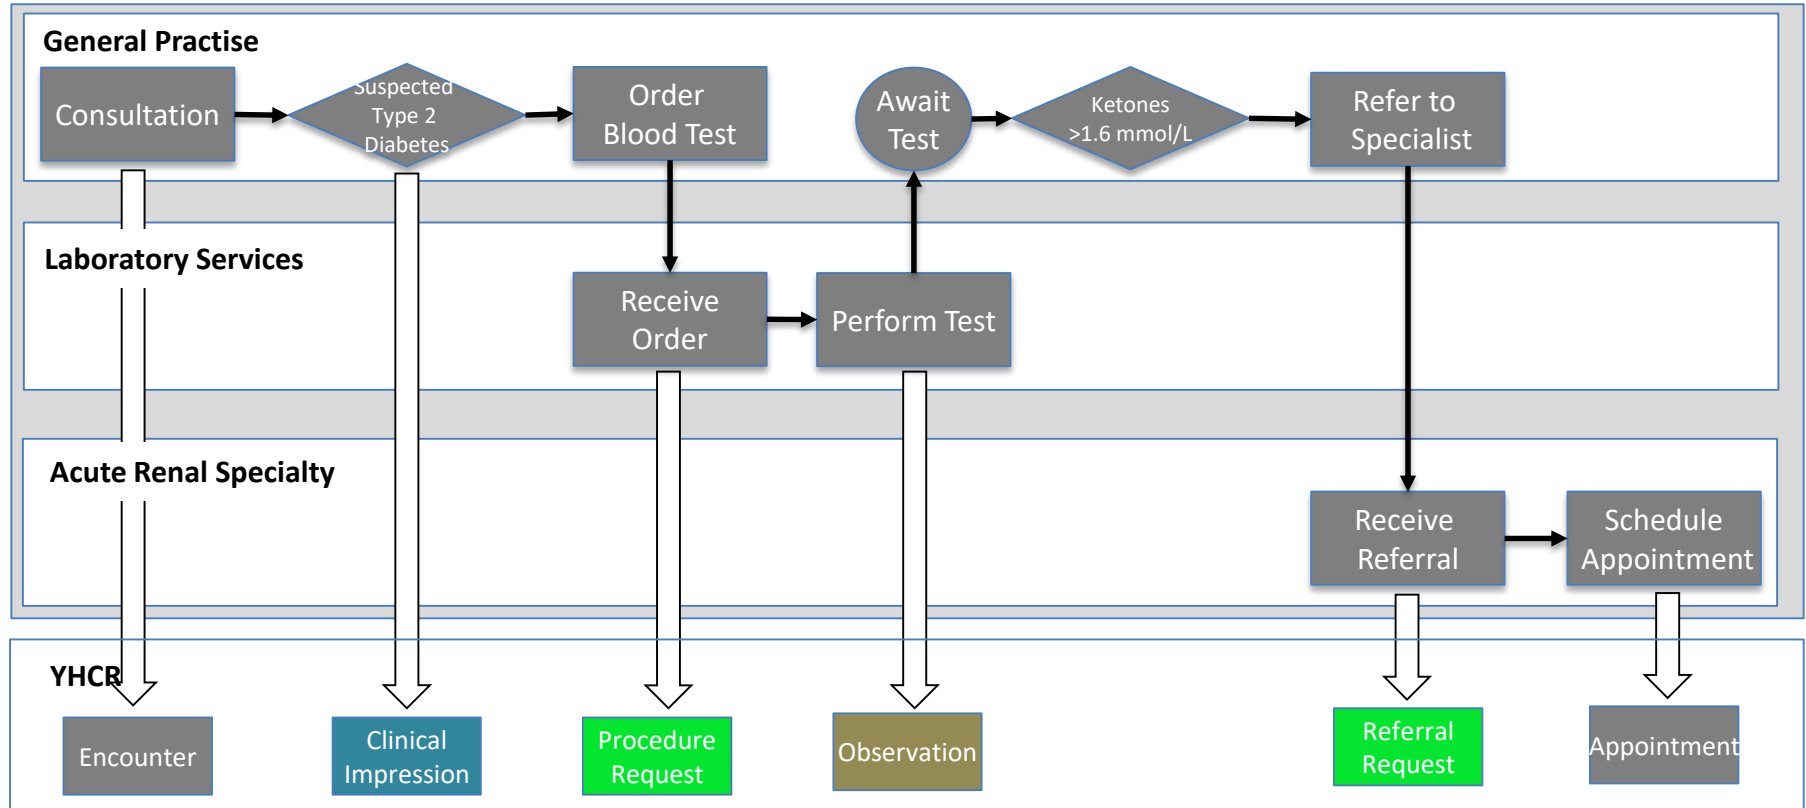 General Practise
Consultation
Suspected
Type 2
Diabetes
Order
Blood Test
Await
Test
Ketones
>1.6 mmol/L
Refer to
Specialist
Laboratory Services
Receive
Order
Perform Test
Acute Renal Specialty
Receive
Referral
Schedule
Appointment
YHCR
Encounter
Clinical
Impression
Procedure
Request
Observation
Referral
Request
Appointment